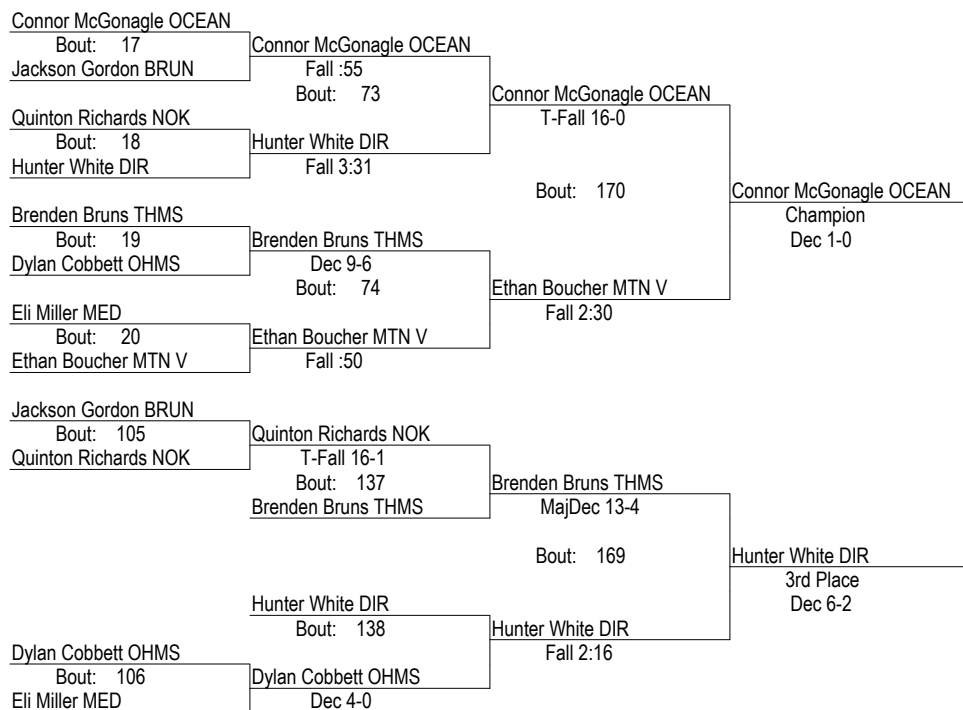 Connor McGonagle OCEAN
Bout: 17
Connor McGonagle OCEAN
Jackson Gordon BRUN
Fall :55
Bout: 73
Connor McGonagle OCEAN
Quinton Richards NOK
T-Fall 16-0
Bout: 18
Hunter White DIR
Hunter White DIR
Fall 3:31
Bout: 170
Connor McGonagle OCEAN
Brenden Bruns THMS
Champion
Bout: 19
Brenden Bruns THMS
Dec 1-0
Dylan Cobbett OHMS
Dec 9-6
Bout: 74
Ethan Boucher MTN V
Eli Miller MED
Fall 2:30
Bout: 20
Ethan Boucher MTN V
Ethan Boucher MTN V
Fall :50
Jackson Gordon BRUN
Bout: 105
Quinton Richards NOK
Quinton Richards NOK
T-Fall 16-1
Bout: 137
Brenden Bruns THMS
Brenden Bruns THMS
MajDec 13-4
Bout: 169
Hunter White DIR
3rd Place
Hunter White DIR
Dec 6-2
Bout: 138
Hunter White DIR
Dylan Cobbett OHMS
Fall 2:16
Bout: 106
Dylan Cobbett OHMS
Eli Miller MED
Dec 4-0